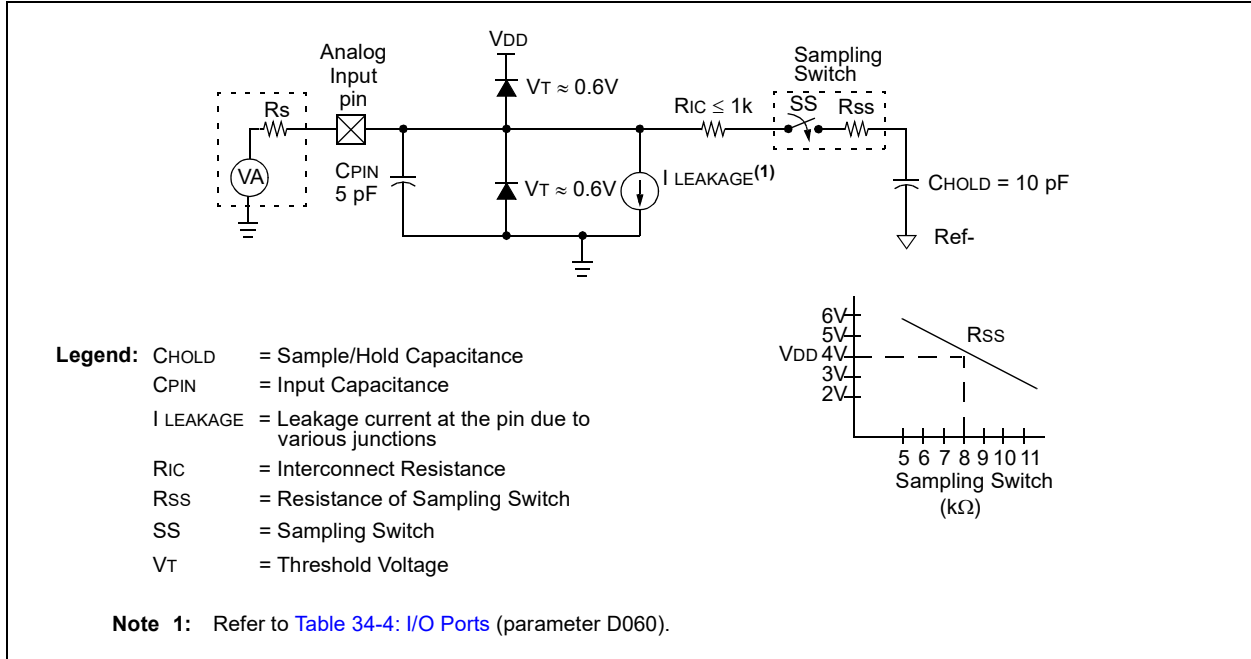 VDD
Analog
Input
pin
Sampling
Switch
VT ≈ 0.6V
Rs
RIC ≤ 1k
SS
Rss
VA
CPIN
5 pF
VT ≈ 0.6V
I LEAKAGE(1)
CHOLD = 10 pF
Ref-
6V
5V
VDD 4V
3V
2V
RSS
5 6 7 8 9 10 11
Sampling Switch
(kΩ)
Legend: CHOLD = Sample/Hold Capacitance
CPIN = Input Capacitance
I LEAKAGE = Leakage current at the pin due to
various junctions
RIC = Interconnect Resistance
RSS = Resistance of Sampling Switch
SS = Sampling Switch
VT = Threshold Voltage
Note 1: Refer to Table 34-4: I/O Ports (parameter D060).